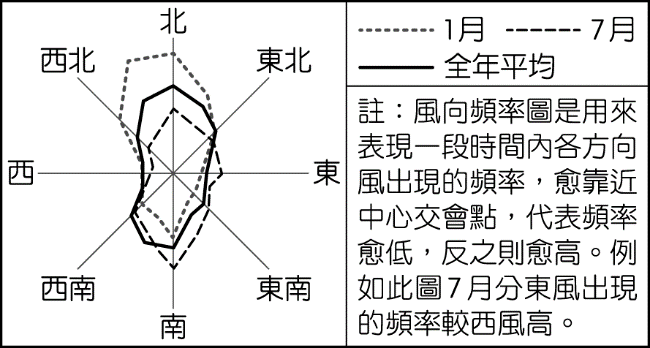 北
西北
東北
西
東
西南
東南
南
1月
7月
全年平均
註：風向頻率圖是用來
表現一段時間內各方向
風出現的頻率，愈靠近
中心交會點，代表頻率
愈低，反之則愈高。例
如此圖7月分東風出現
的頻率較西風高。